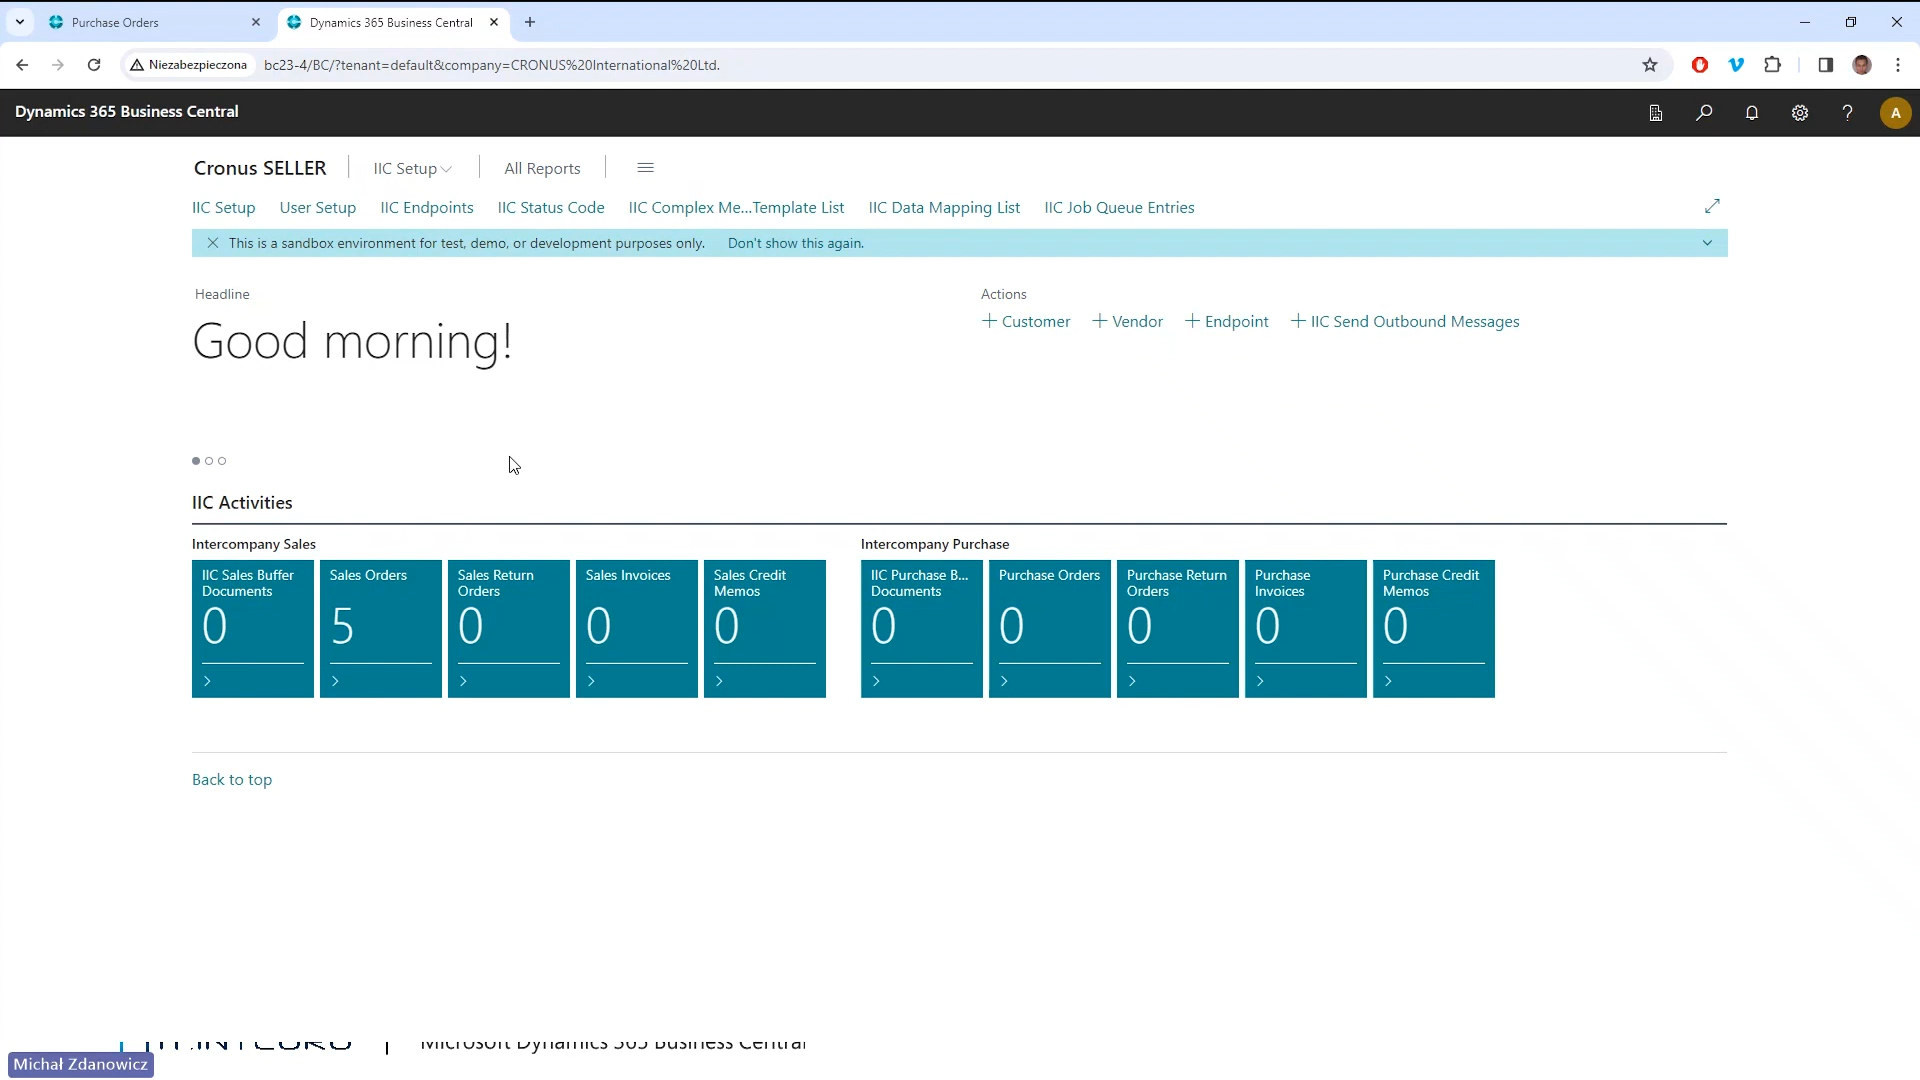 Purchase Orders
Dynamics 365 Business Central
Niezabezpieczona
bc23-4/BC/?tenant=default&company=CRONUS%20International%20Ltd.
Dynamics 365 Business Central
A
Cronus SELLER
IIC Setup
All Reports
IIC Setup
User Setup
IIC Endpoints
IIC Status Code
IIC Complex Me...Template List
IIC Data Mapping List
IIC Job Queue Entries
This is a sandbox environment for test, demo, or development purposes only. Don't show this again.
Headline
Good morning!
Actions
Customer
Vendor
Endpoint
IIC Send Outbound Messages
IIC Activities
Intercompany Sales
IIC Sales Buffer
Documents
0
Sales Orders
5
Sales Return
Orders
0
Sales Invoices
0
Sales Credit
Memos
0
Intercompany Purchase
IIC Purchase B...
Documents
0
Purchase Orders
0
Purchase Return
Orders
0
Purchase
Invoices
0
Purchase Credit
Memos
0
Back to top
Microsoft Dynamics 365 Business Central
Michał Zdanowicz